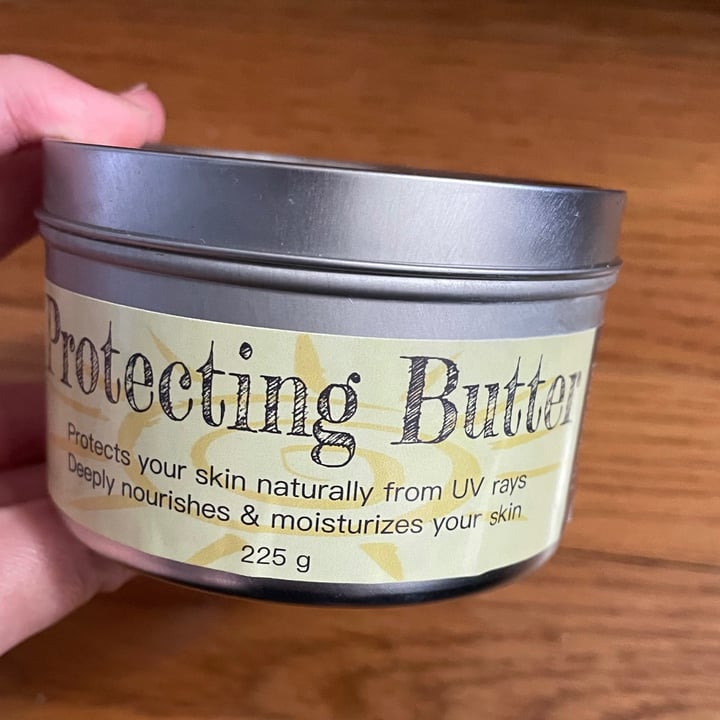 Protecting Butter
Protects your skin naturally from UV rays
Deeply nourishes & moisturizes your skin
225 g